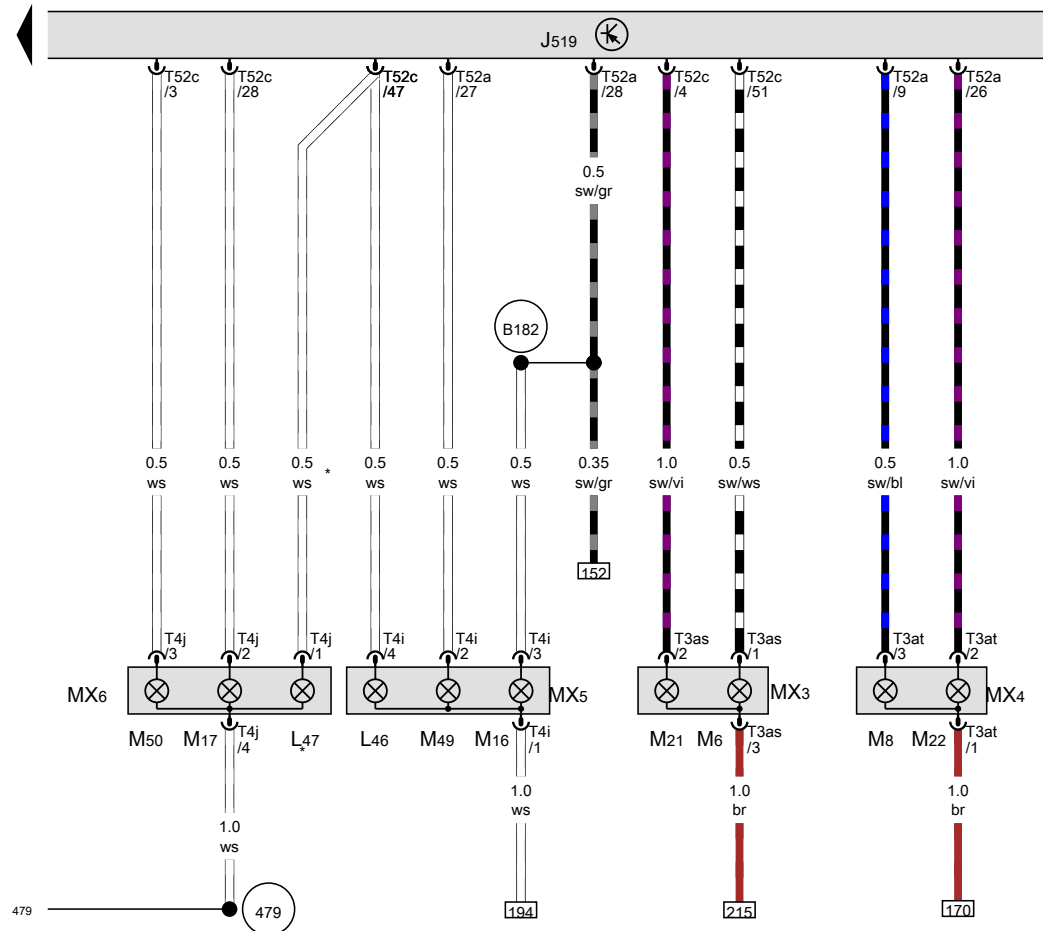 J519
T52c T52c T52c T52a T52a T52c T52c T52a T52a
/3 /28 /47 /27 /28 /4 /51 /9 /26
0.5
sw/gr
B182
0.5 0.5 0.5 * 0.5 0.5 0.5 0.35 1.0 0.5 0.5 1.0
ws ws ws ws ws ws sw/gr sw/vi sw/ws sw/bl sw/vi
152
T4j T4j T4j T4i T4i T4i T3as T3as T3at T3at
/3 /2 /1 /4 /2 /3 /2 /1 /3 /2
MX6 MX5 MX3 MX4
M50 M17 T4j L47 L46 M49 M16 T4i M21 M6 T3as M8 M22 T3at
/4 * /1 /3 /1
1.0 1.0 1.0
ws br br
1.0
ws
479 479 194 215 170